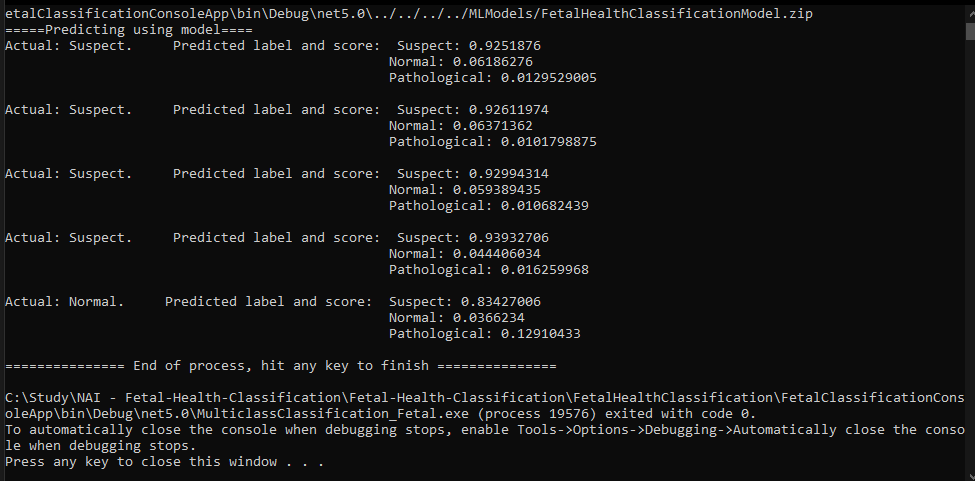 etalClassificationConsoleApp\bin\Debug\net5.0\../../../../MLModels/FetalHealthClassificationModel.zip
=====Predicting using model====
Actual: Suspect.     Predicted label and score:  Suspect: 0.9251876
                                                Normal: 0.06186276
                                                Pathological: 0.0129529005

Actual: Suspect.     Predicted label and score:  Suspect: 0.92611974
                                                Normal: 0.06371362
                                                Pathological: 0.0101798875

Actual: Suspect.     Predicted label and score:  Suspect: 0.92994314
                                                Normal: 0.059389435
                                                Pathological: 0.010682439

Actual: Suspect.     Predicted label and score:  Suspect: 0.93932706
                                                Normal: 0.044406034
                                                Pathological: 0.016259968

Actual: Normal.     Predicted label and score:  Suspect: 0.83427006
                                                Normal: 0.0366234
                                                Pathological: 0.12910433

=============== End of process, hit any key to finish ===============

C:\Study\NAI - Fetal-Health-Classification\Fetal-Health-Classification\FetalHealthClassification\FetalClassificationCons
oleApp\bin\Debug\net5.0\MulticlassClassification_Fetal.exe (process 19576) exited with code 0.
To automatically close the console when debugging stops, enable Tools->Options->Debugging->Automatically close the conso
le when debugging stops.
Press any key to close this window . . .